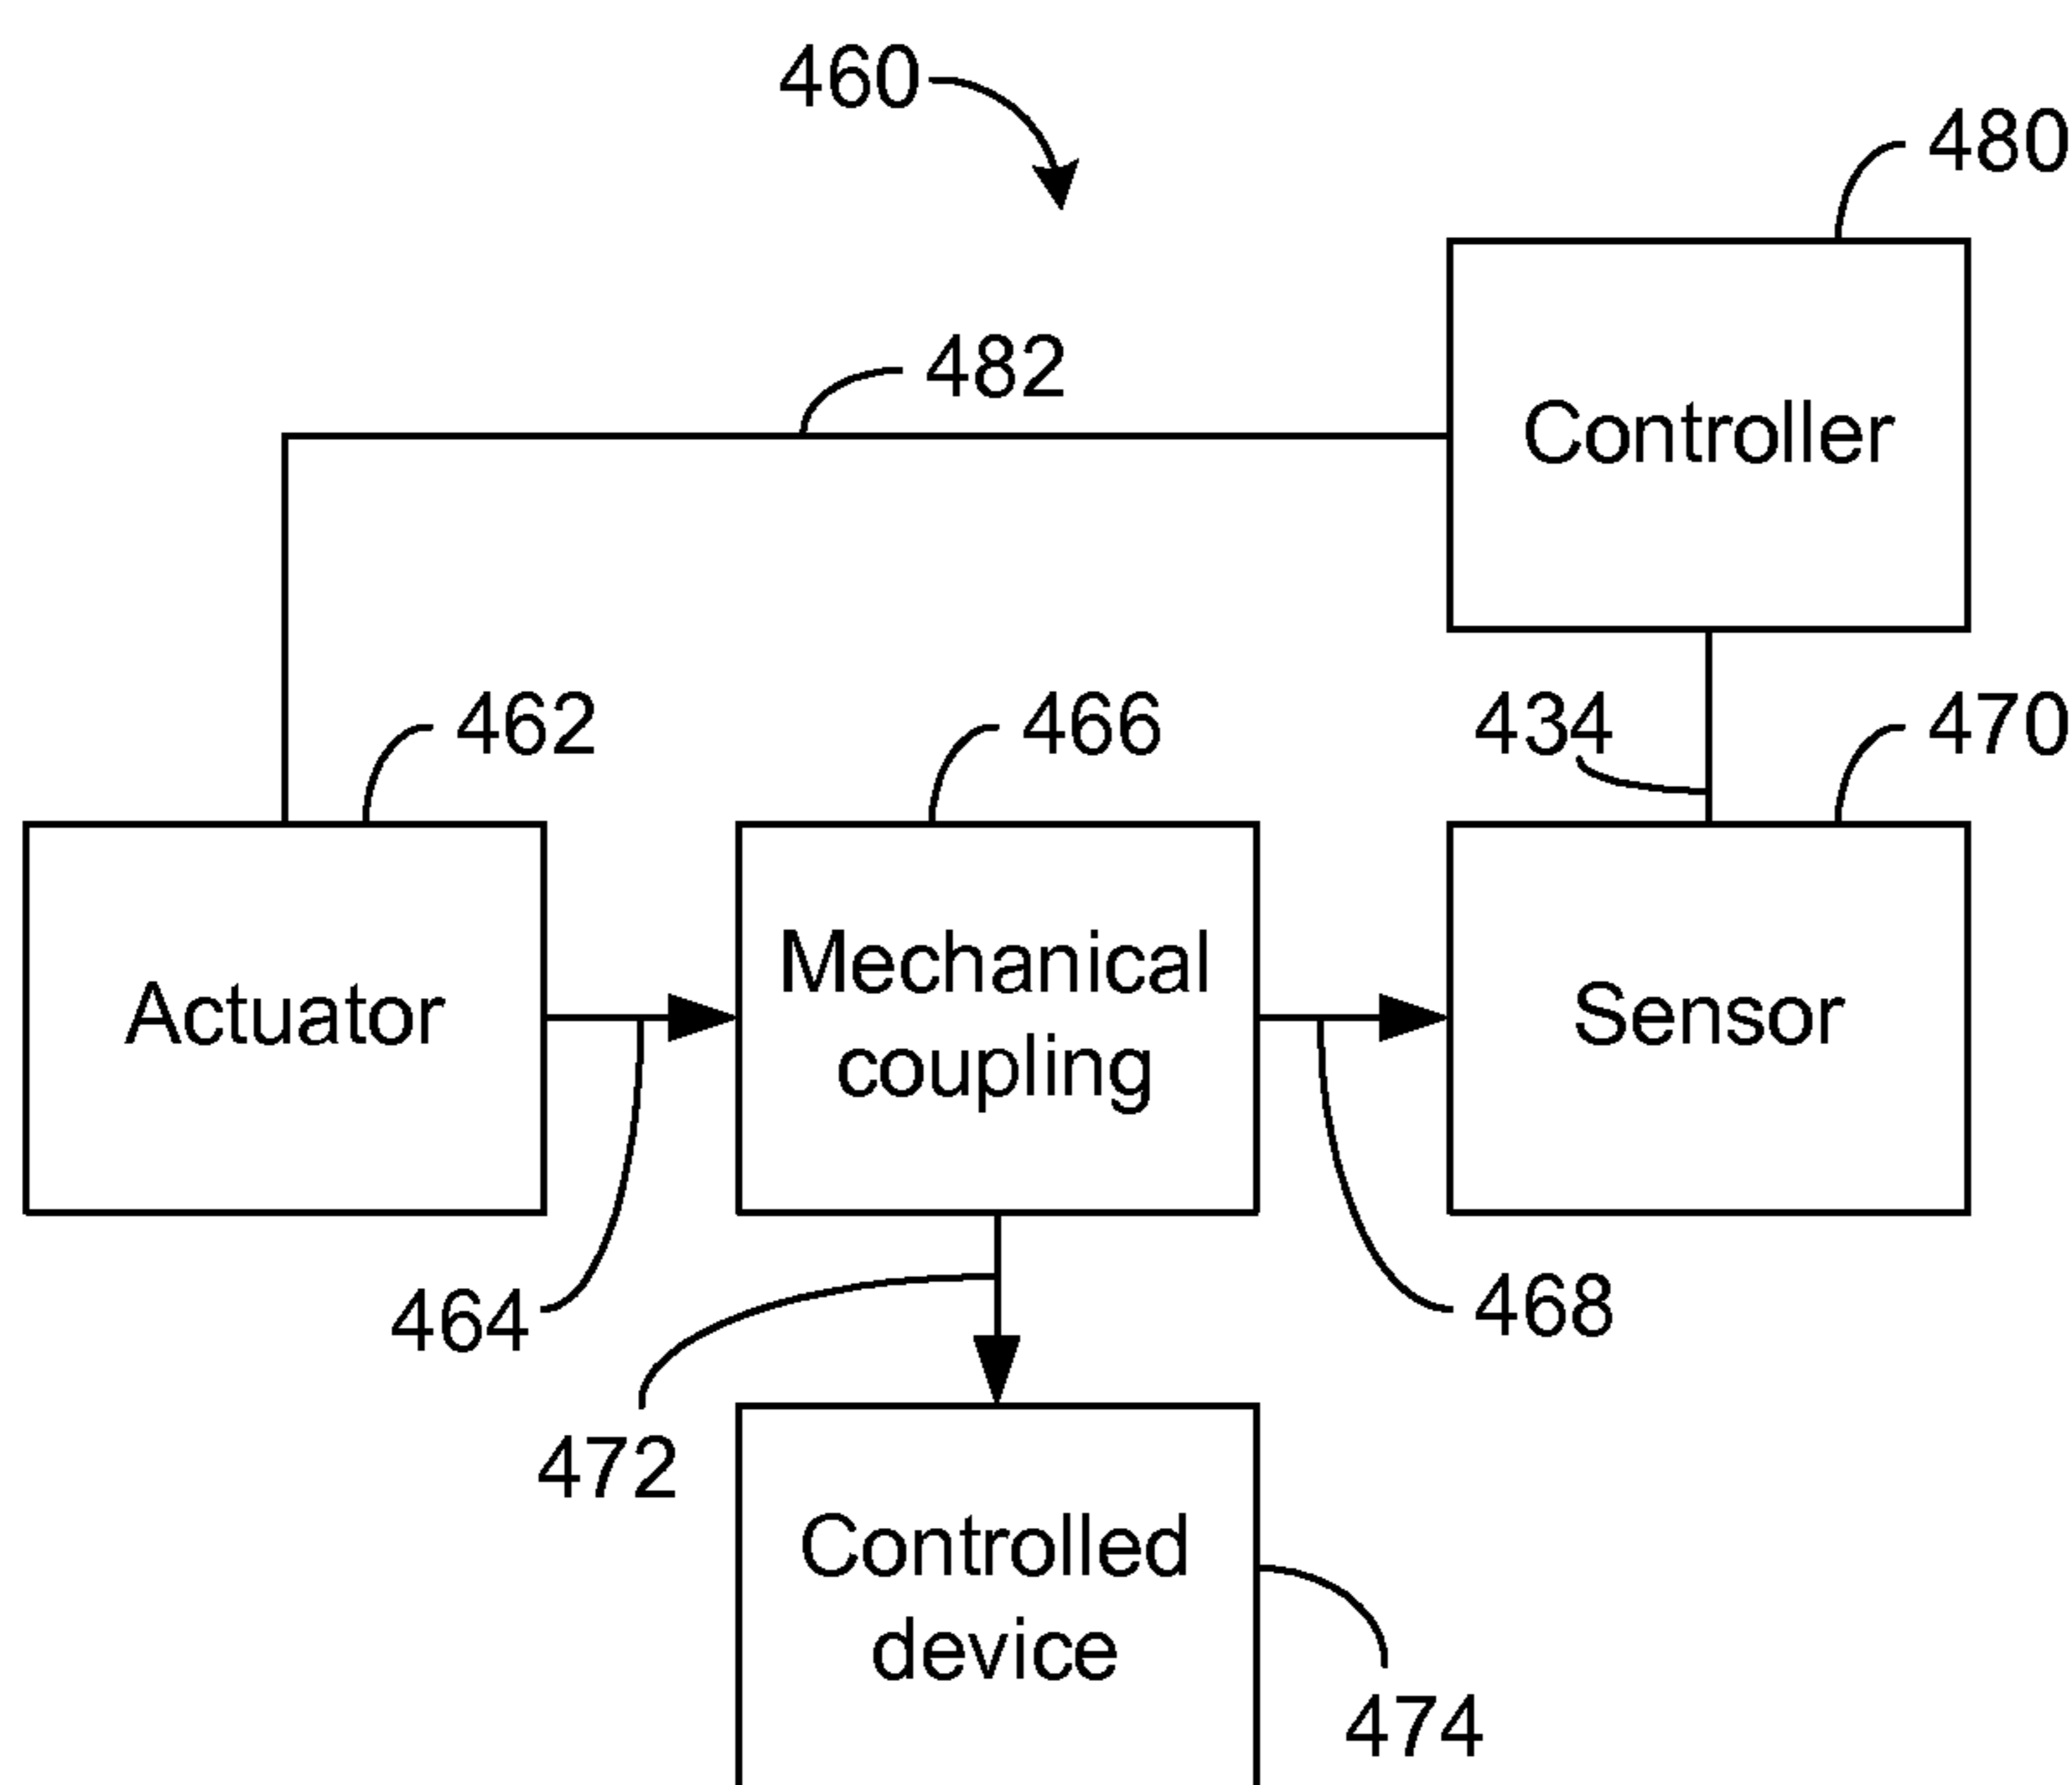 460
480
482
Controller
462
466
434
470
Actuator
Mechanical
coupling
Sensor
464
468
472
Controlled
device
474